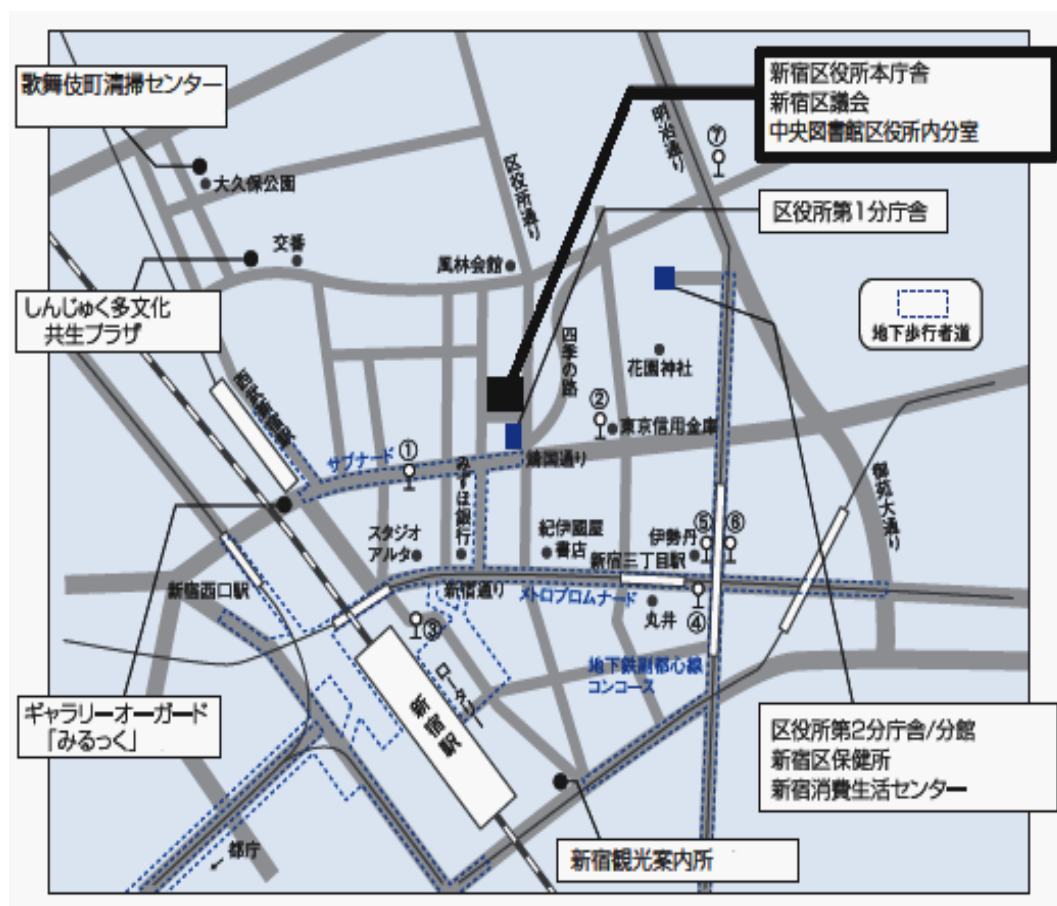 歌舞伎町清掃センター
大久保公園
交番
しんじゅく多文化
共生プラザ
風林会館
区役所通り
明治通り
⑦
新宿区役所本庁舎
新宿区議会
中央図書館区役所内分室
区役所第1分庁舎
地下歩行者道
花園神社
四季の路
②
東京信用金庫
西武新宿駅
サブナード
①
靖国通り
みずほ銀行
スタジオ
アルタ
紀伊國屋
書店
伊勢丹
⑤
⑥
新宿三丁目駅
御苑大通り
新宿西口駅
新宿通り
メトロプロムナード
丸井
④
③
ロータリー
新宿駅
地下鉄副都心線
コンコース
ギャラリーオーガード
「みるっく」
区役所第2分庁舎/分館
新宿区保健所
新宿消費生活センター
都庁
新宿観光案内所